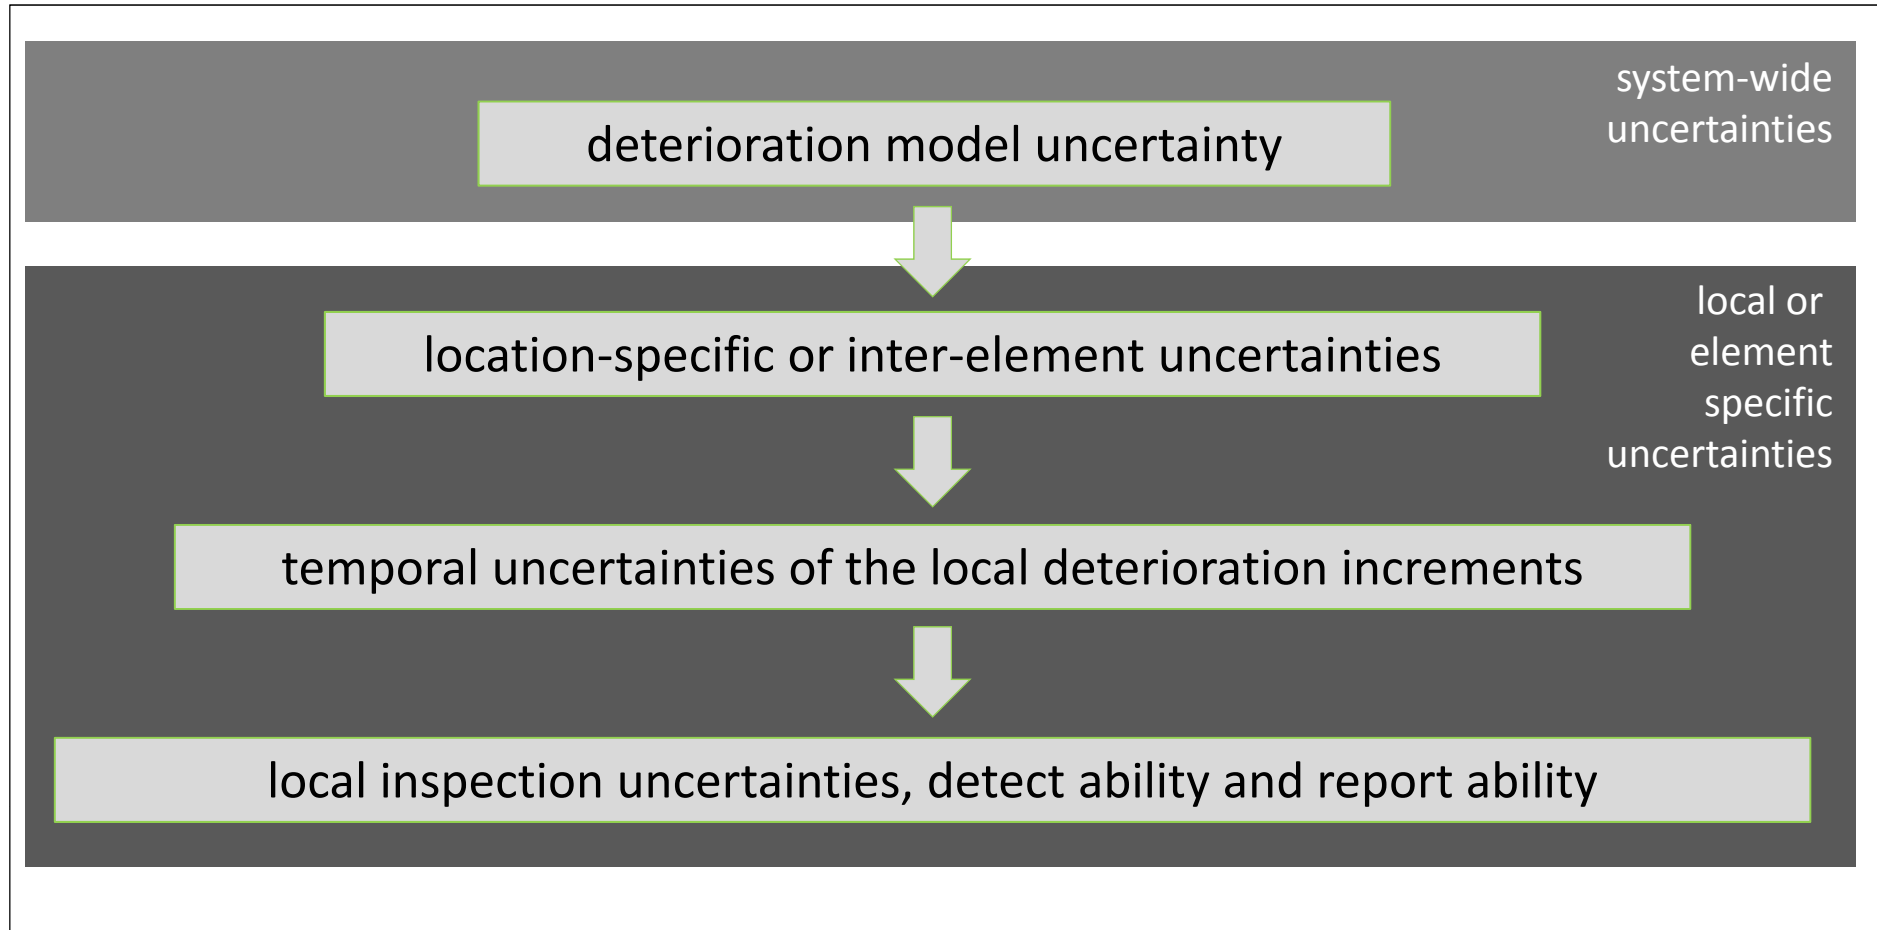 system-wide
uncertainties
deterioration model uncertainty
local or
element
specific
uncertainties
location-specific or inter-element uncertainties
temporal uncertainties of the local deterioration increments
local inspection uncertainties, detect ability and report ability